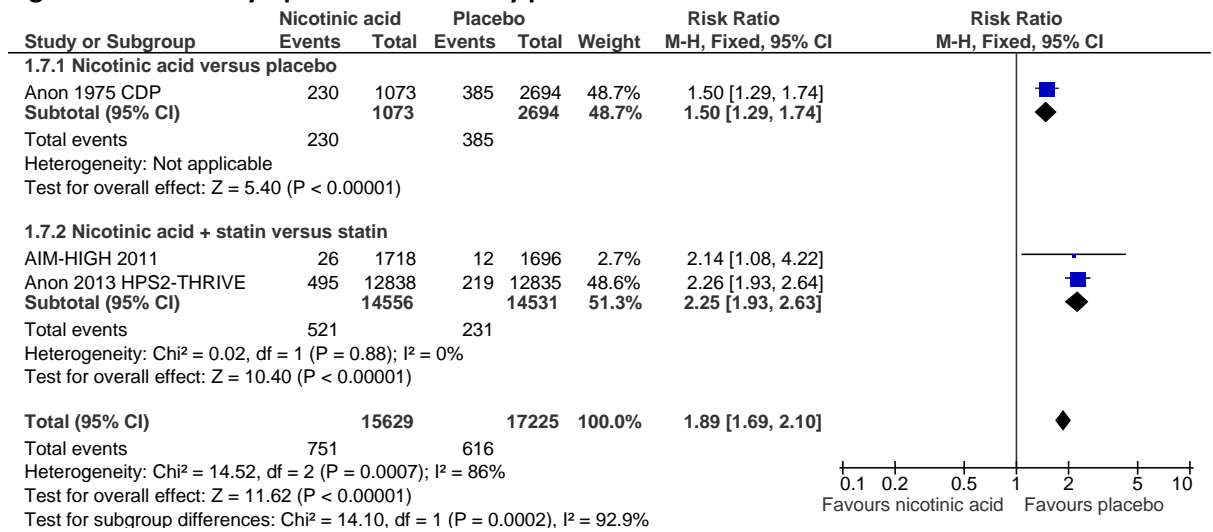 Nicotinic acid Placebo Risk Ratio Risk Ratio
Study or Subgroup Events Total Events Total Weight M-H, Fixed, 95% CI M-H, Fixed, 95% CI
1.7.1 Nicotinic acid versus placebo
Anon 1975 CDP 230 1073 385 2694 48.7% 1.50 [1.29, 1.74]
Subtotal (95% CI) 1073 2694 48.7% 1.50 [1.29, 1.74]
Total events 230 385
Heterogeneity: Not applicable
Test for overall effect: Z = 5.40 (P < 0.00001)
1.7.2 Nicotinic acid + statin versus statin
AIM-HIGH 2011 26 1718 12 1696 2.7% 2.14 [1.08, 4.22]
Anon 2013 HPS2-THRIVE 495 12838 219 12835 48.6% 2.26 [1.93, 2.64]
Subtotal (95% CI) 14556 14531 51.3% 2.25 [1.93, 2.63]
Total events 521 231
Heterogeneity: Chi² = 0.02, df = 1 (P = 0.88); I² = 0%
Test for overall effect: Z = 10.40 (P < 0.00001)
Total (95% CI) 15629 17225 100.0% 1.89 [1.69, 2.10]
Total events 751 616
Heterogeneity: Chi² = 14.52, df = 2 (P = 0.0007); I² = 86%
Test for overall effect: Z = 11.62 (P < 0.00001)
Test for subgroup differences: Chi² = 14.10, df = 1 (P = 0.0002), I² = 92.9%
0.1 0.2 0.5 1 2 5 10
Favours nicotinic acid Favours placebo